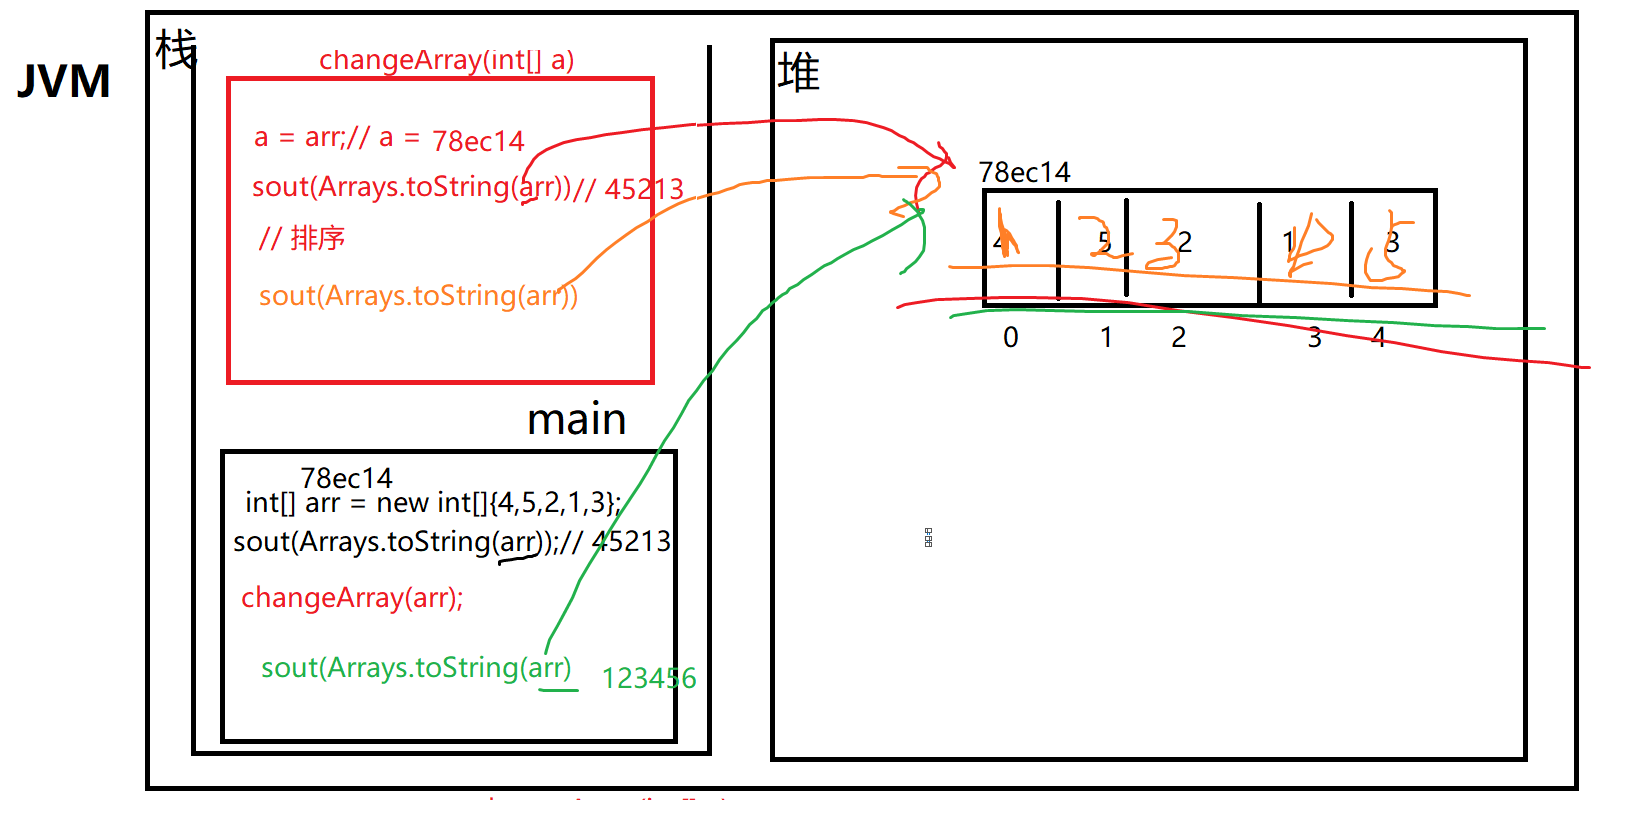 JVM
栈
changeArray(int[] a)
a = arr;// a = 78ec14
sout(Arrays.toString(arr))// 45213
// 排序
sout(Arrays.toString(arr))
main
78ec14
int[] arr = new int[]{4,5,2,1,3};
sout(Arrays.toString(arr));// 45213
changeArray(arr);
sout(Arrays.toString(arr) 123456
堆
78ec14
4 5 2 1 3
1 2 3 4 5
0 1 2 3 4